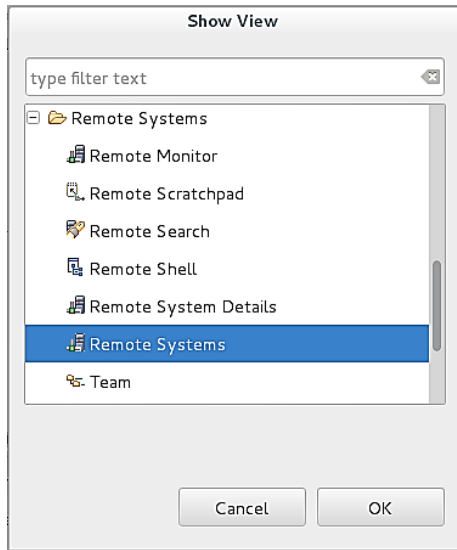 Show View
type filter text
Remote Systems
Remote Monitor
Remote Scratchpad
Remote Search
Remote Shell
Remote System Details
Remote Systems
Team
Cancel OK